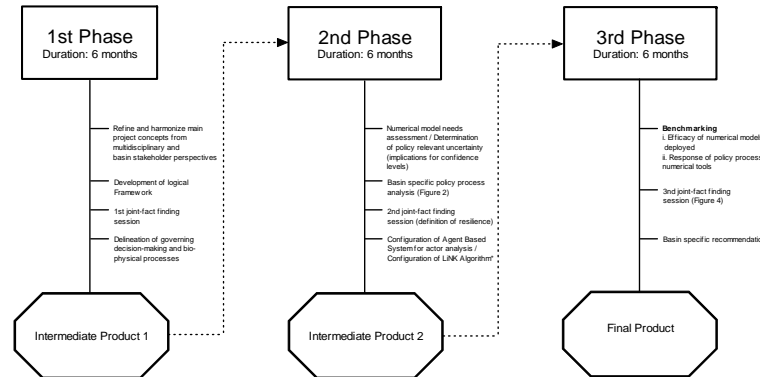 1st Phase
Duration: 6 months
Refine and harmonize main
project concepts from
multidisciplinary and
basin stakeholder perspectives
Development of logical
Framework
1st joint-fact finding
session
Delineation of governing
decision-making and bio-
physical processes
Intermediate Product 1
2nd Phase
Duration: 6 months
Numerical model needs
assessment / Determination
of policy relevant uncertainty
(implications for confidence
levels)
Basin specific policy process
analysis (Figure 2)
2nd joint-fact finding
session (definition of resilience)
Configuration of Agent Based
System for actor analysis /
Configuration of LiNK Algorithm*
Intermediate Product 2
3rd Phase
Duration: 6 months
Benchmarking
i. Efficacy of numerical model
deployed
ii. Response of policy process
numerical tools
3nd joint-fact finding
session (Figure 4)
Basin specific recommendatio
Final Product